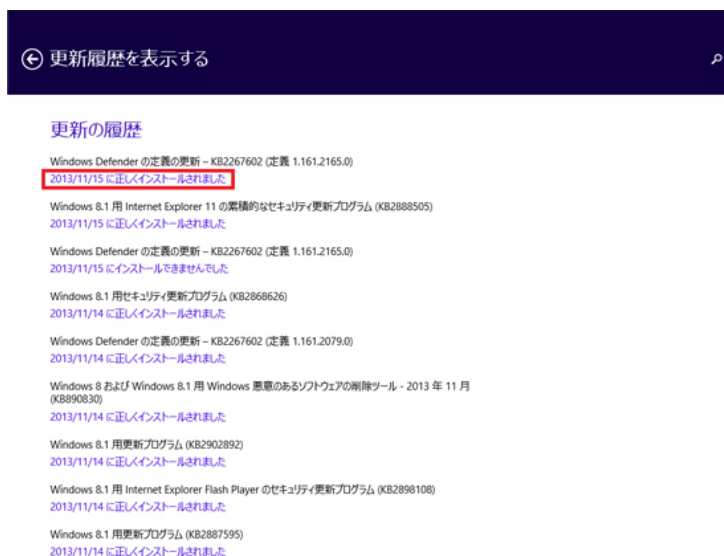 更新履歴を表示する
更新の履歴
Windows Defender の定義の更新 – KB2267602 (定義 1.161.2165.0)
2013/11/15 に正しくインストールされました
Windows 8.1 用 Internet Explorer 11 の累積的なセキュリティ更新プログラム (KB2888505)
2013/11/15 に正しくインストールされました
Windows Defender の定義の更新 – KB2267602 (定義 1.161.2165.0)
2013/11/15 にインストールできませんでした
Windows 8.1 用セキュリティ更新プログラム (KB2868626)
2013/11/14 に正しくインストールされました
Windows Defender の定義の更新 – KB2267602 (定義 1.161.2079.0)
2013/11/14 に正しくインストールされました
Windows 8 および Windows 8.1 用 Windows 悪意のあるソフトウェアの削除ツール - 2013 年 11 月
(KB890830)
2013/11/14 に正しくインストールされました
Windows 8.1 用更新プログラム (KB2902892)
2013/11/14 に正しくインストールされました
Windows 8.1 用 Internet Explorer Flash Player のセキュリティ更新プログラム (KB2898108)
2013/11/14 に正しくインストールされました
Windows 8.1 用更新プログラム (KB2887595)
2013/11/14 に正しくインストールされました